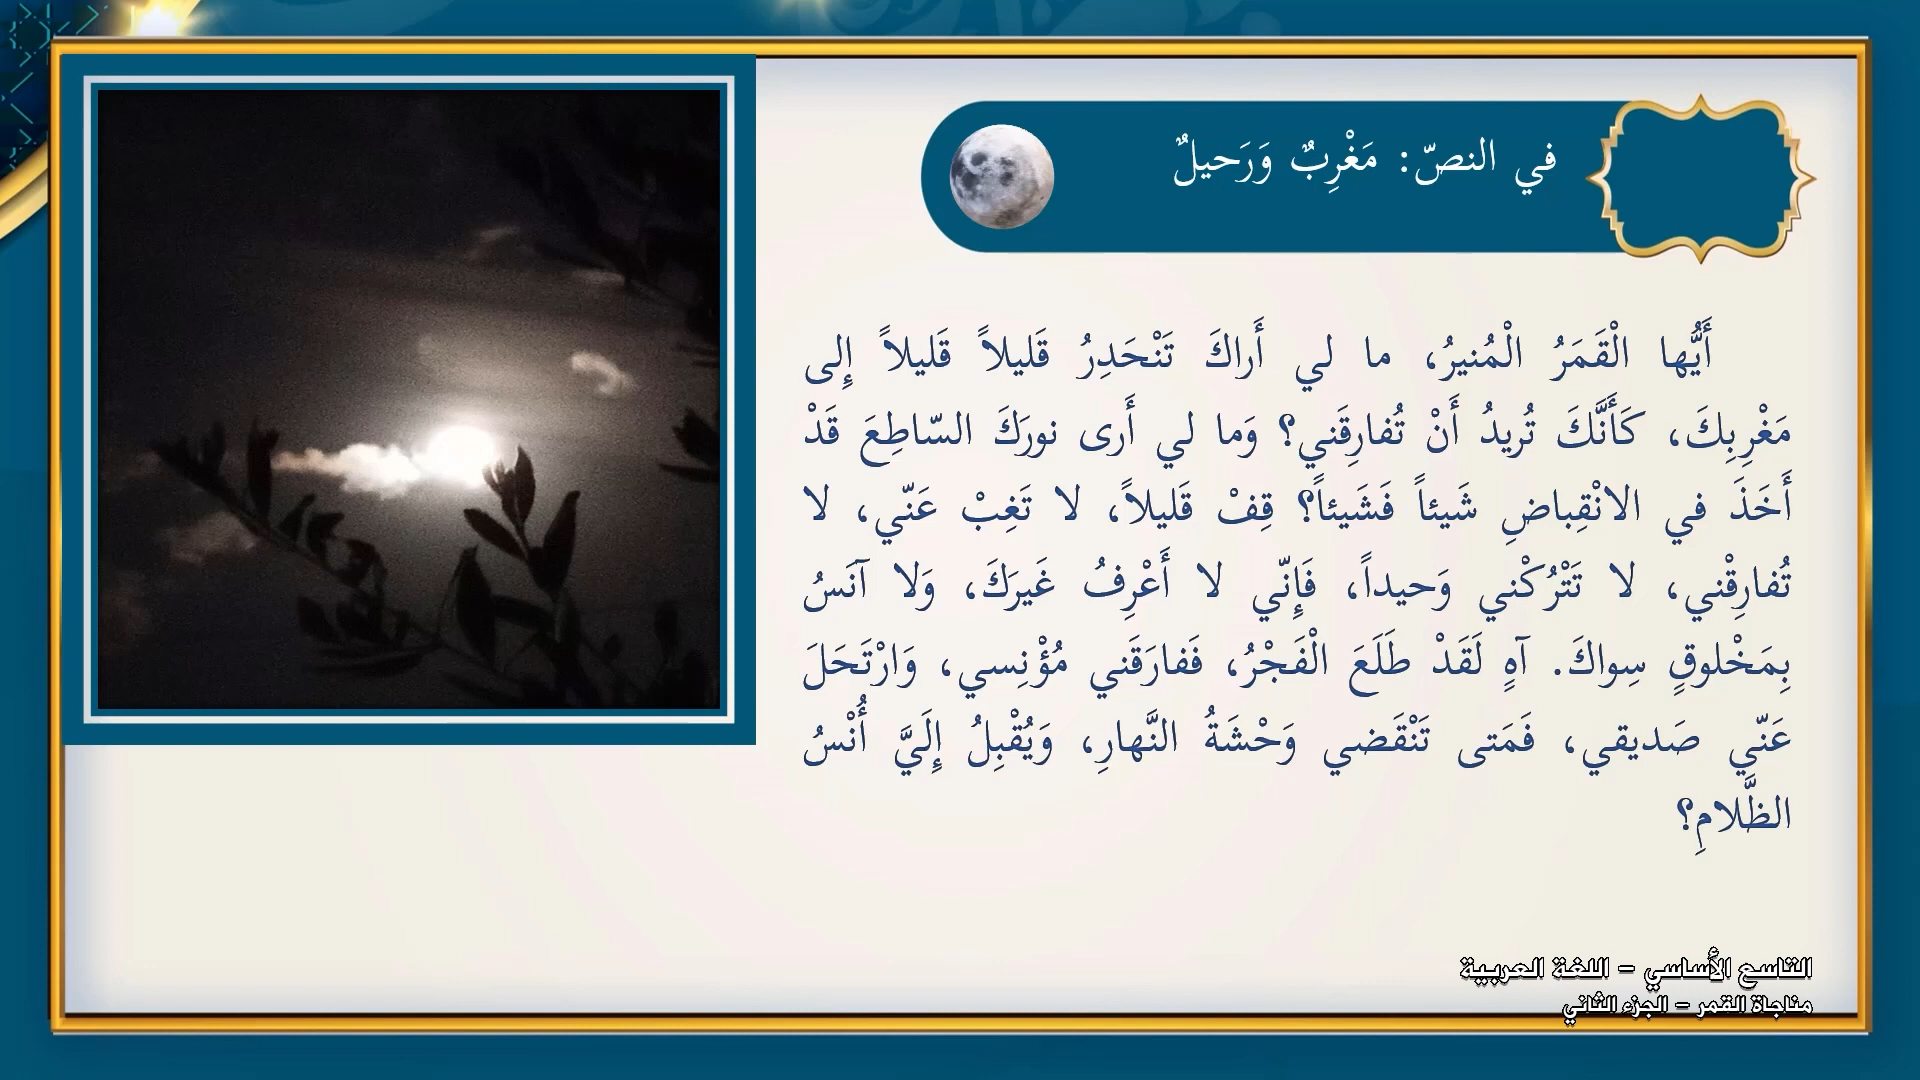 في النصّ: مَغْرِبٌ وَرَحيلٌ
أَيُّها الْقَمَرُ الْمُنيرُ، ما لي أَراكَ تَنْحَدِرُ قَليلاً قَليلاً إِلى
مَغْرِبِكَ، كَأَنَّكَ تُريدُ أَنْ تُفارِقَني؟ وَما لي أَرى نورَكَ السّاطِعَ قَدْ
أَخَذَ في الانْقِباضِ شَيئاً فَشَيئاً؟ قِفْ قَليلاً، لا تَغِبْ عَنّي، لا
تُفارِقْني، لا تَتْرُكْني وَحيداً، فَإِنّي لا أَعْرِفُ غَيرَكَ، وَلا آنَسُ
بِمَخْلوقٍ سِواكَ. آهٍ لَقَدْ طَلَعَ الْفَجْرُ، فَفارَقَني مُؤْنِسي، وَارْتَحَلَ
عَنّي صَديقي، فَمَتى تَنْقَضي وَحْشَةُ النَّهارِ، وَيُقْبِلُ إِلَيَّ أُنْسُ
الظَّلامِ؟
التاسع الأساسي – اللغة العربية
مناجاة القمر – الجزء الثاني